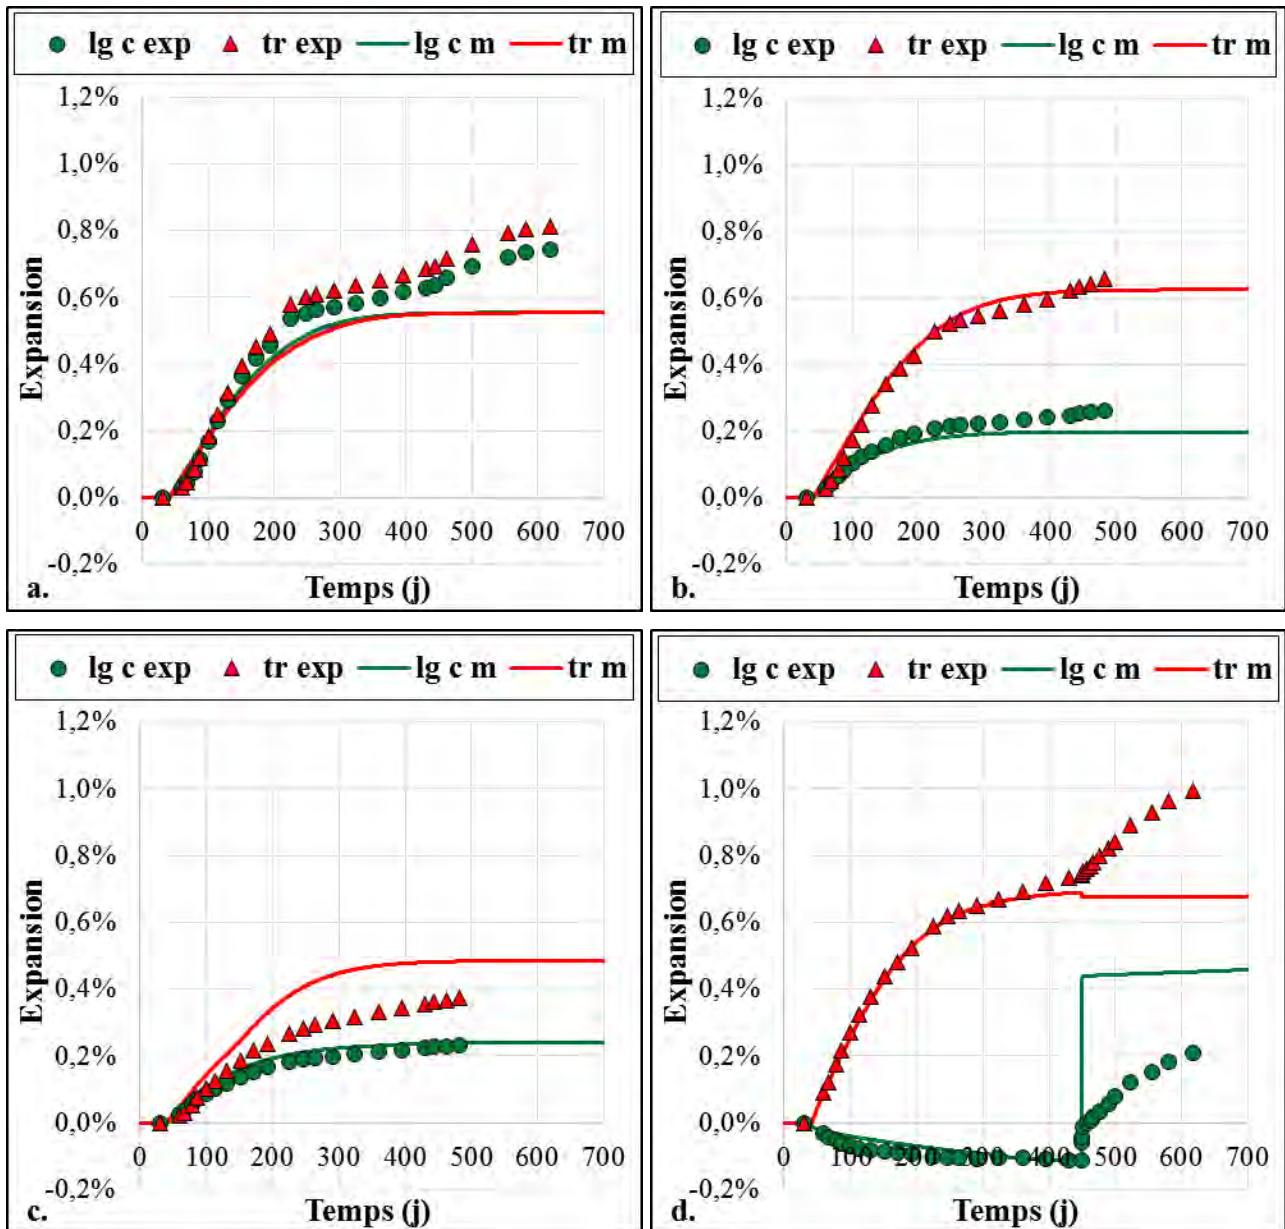 lg c exp tr exp lg c m tr m
1,2%
1,0%
0,8%
0,6%
0,4%
0,2%
0,0%
-0,2%
Expansion
0 100 200 300 400 500 600 700
a. Temps (j)
lg c exp tr exp lg c m tr m
1,2%
1,0%
0,8%
0,6%
0,4%
0,2%
0,0%
-0,2%
Expansion
0 100 200 300 400 500 600 700
b. Temps (j)
lg c exp tr exp lg c m tr m
1,2%
1,0%
0,8%
0,6%
0,4%
0,2%
0,0%
-0,2%
Expansion
0 100 200 300 400 500 600 700
c. Temps (j)
lg c exp tr exp lg c m tr m
1,2%
1,0%
0,8%
0,6%
0,4%
0,2%
0,0%
-0,2%
Expansion
0 100 200 300 400 500 600 700
d. Temps (j)